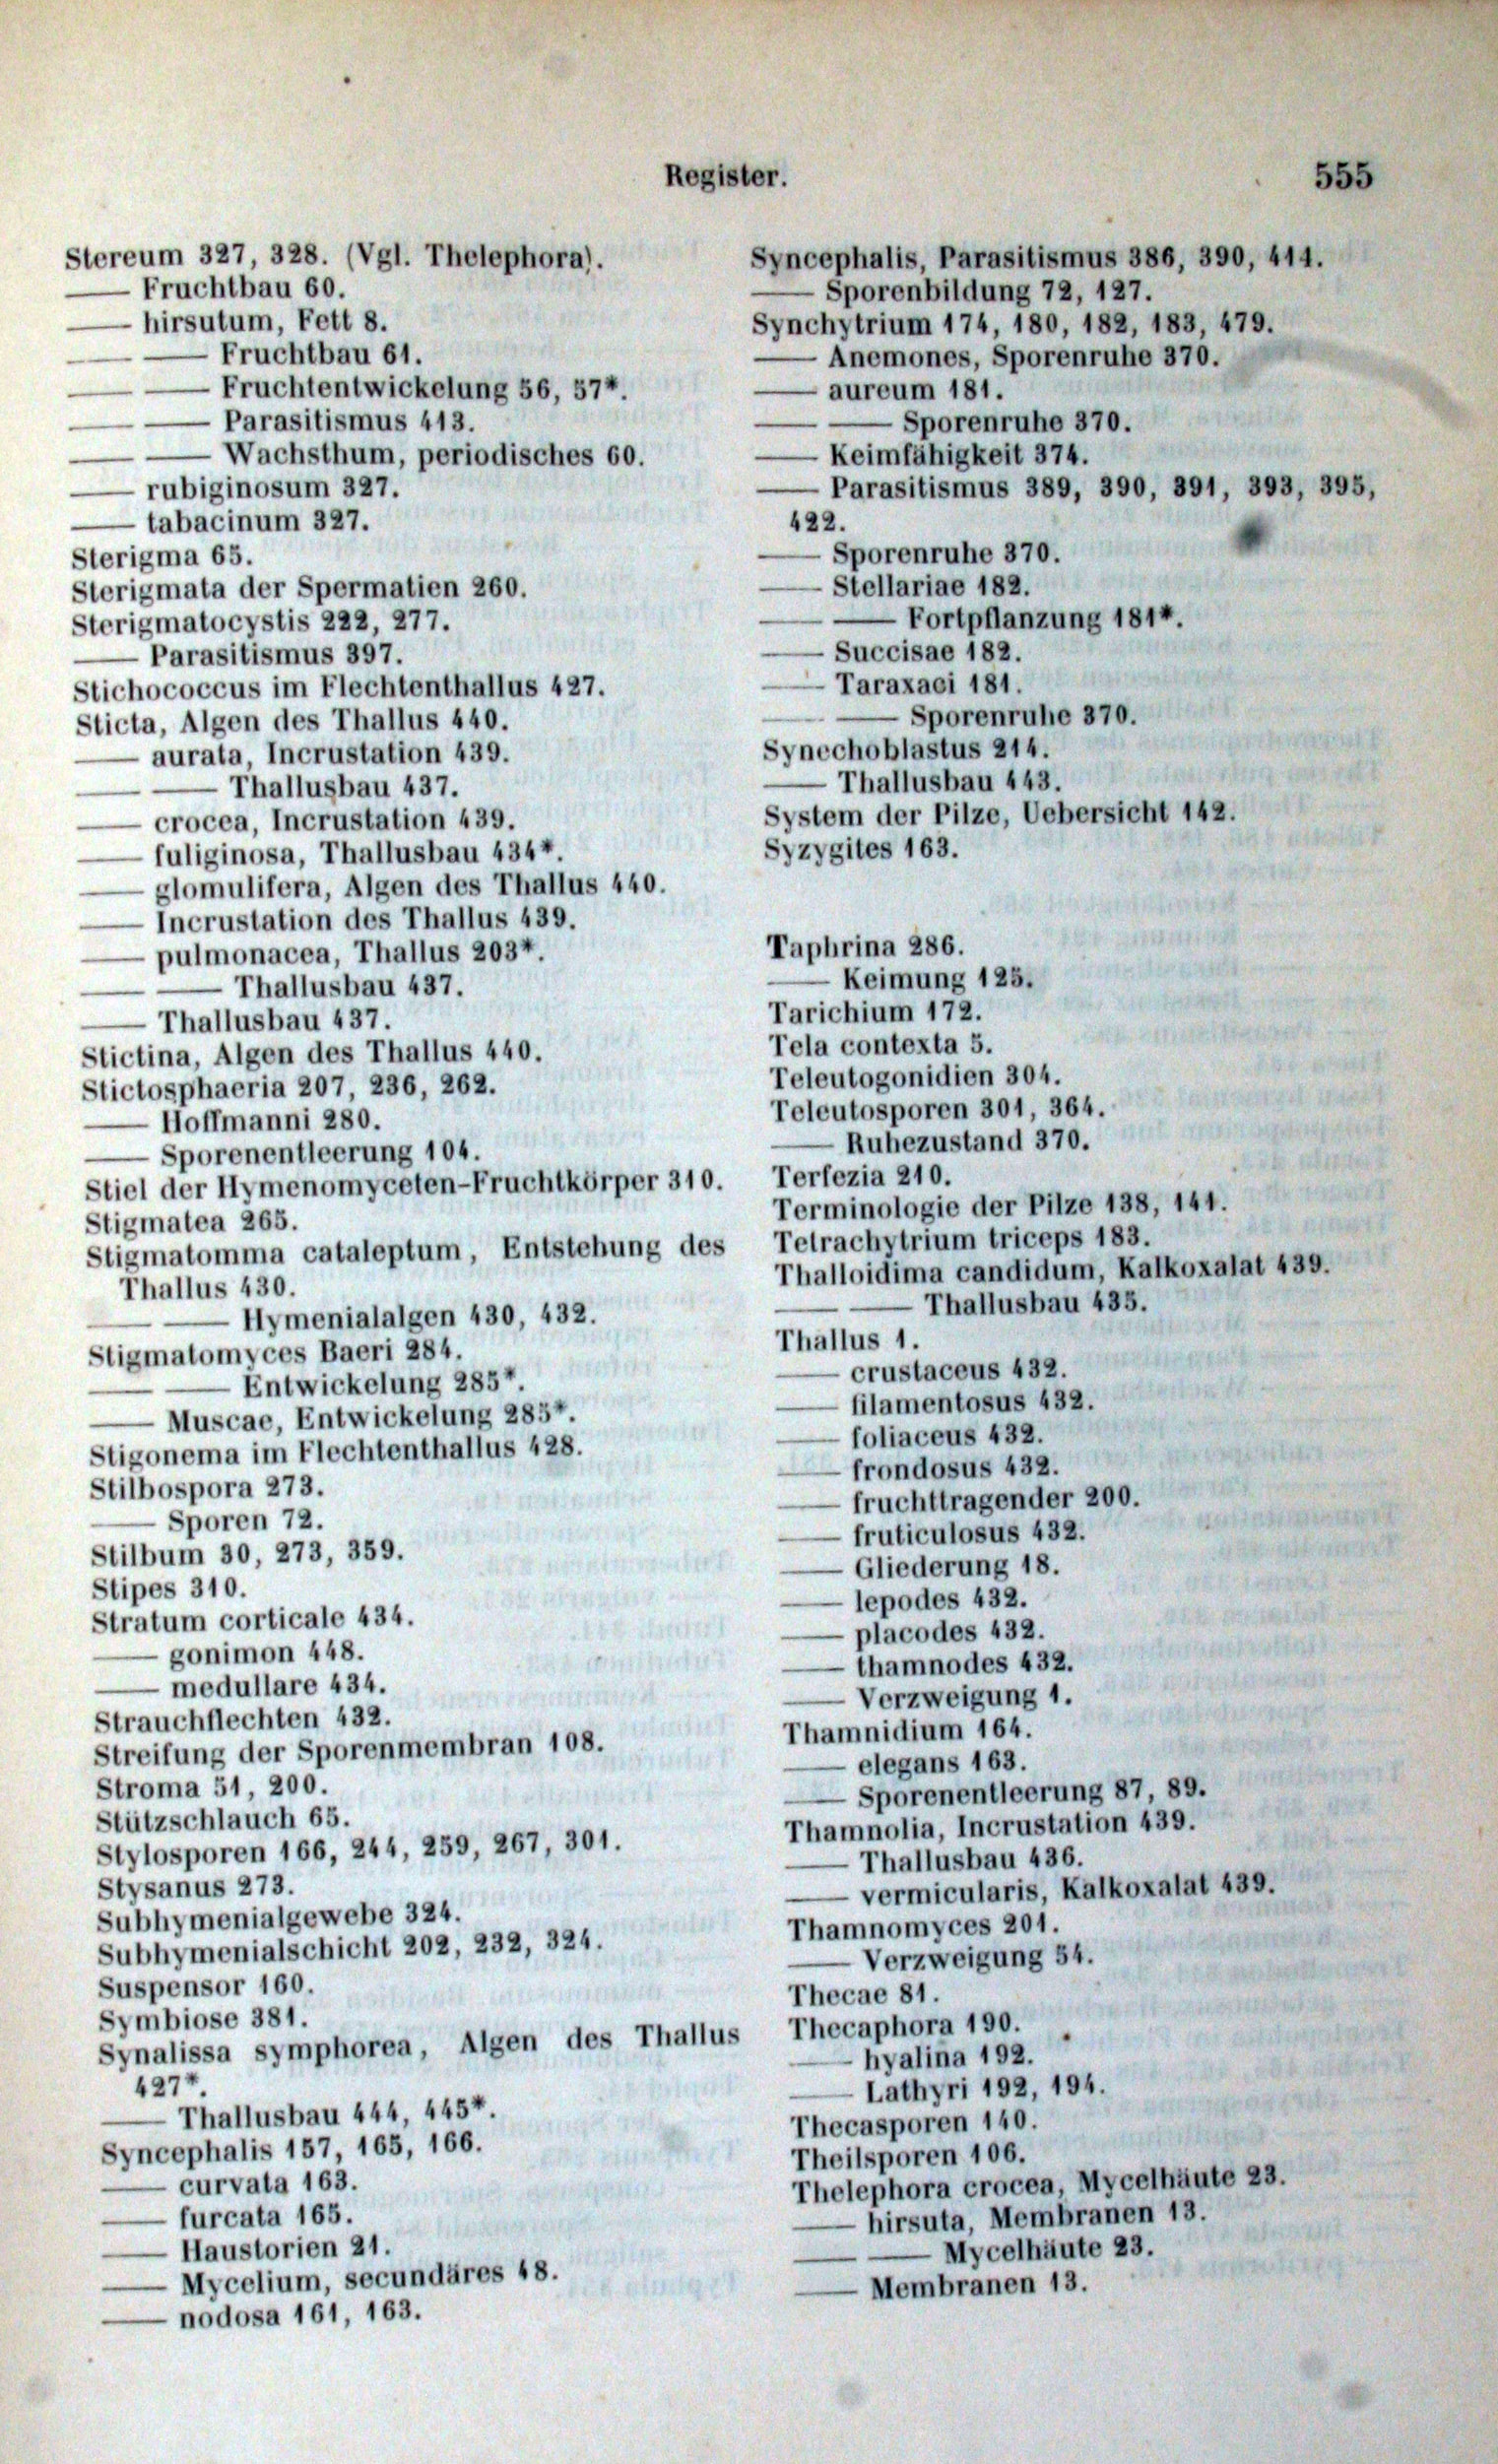 Register.
555
Stereum 327, 328. (Vgl. Thelephora).
—— Fruchtbau 60.
—— hirsutum, Fett 8.
—— —— Fruchtbau 61.
—— —— Fruchtentwickelung 56, 57*.
—— —— Parasitismus 413.
—— —— Wachsthum, periodisches 60.
—— rubiginosum 327.
—— tabacinum 327.
Sterigma 65.
Sterigmata der Spermatien 260.
Sterigmatocystis 222, 277.
—— Parasitismus 397.
Stichococcus im Flechtenthallus 427.
Sticta, Algen des Thallus 440.
—— aurata, Incrustation 439.
—— —— Thallusbau 437.
—— crocea, Incrustation 439.
—— fuliginosa, Thallusbau 434*.
—— glomulifera, Algen des Thallus 440.
—— Incrustation des Thallus 439.
—— pulmonacea, Thallus 203*.
—— —— Thallusbau 437.
—— Thallusbau 437.
Stictina, Algen des Thallus 440.
Stictosphaeria 207, 236, 262.
—— Hoffmanni 280.
—— Sporenentleerung 104.
Stiel der Hymenomyceten-Fruchtkörper 310.
Stigmatea 265.
Stigmatomma cataleptum, Entstehung des
Thallus 430.
—— —— Hymenialalgen 430, 432.
Stigmatomyces Baeri 284.
—— —— Entwickelung 285*.
—— Muscae, Entwickelung 285*.
Stigonema im Flechtenthallus 428.
Stilbospora 273.
—— Sporen 72.
Stilbum 30, 273, 359.
Stipes 310.
Stratum corticale 434.
—— gonimon 448.
—— medullare 434.
Strauchflechten 432.
Streifung der Sporenmembran 108.
Stroma 51, 200.
Stützschlauch 65.
Stylosporen 166, 244, 259, 267, 301.
Stysanus 273.
Subhymenialgewebe 324.
Subhymenialschicht 202, 232, 324.
Suspensor 160.
Symbiose 381.
Synalissa symphorea, Algen des Thallus
427*.
—— Thallusbau 444, 445*.
Syncephalis 157, 165, 166.
—— curvata 163.
—— furcata 165.
—— Haustorien 21.
—— Mycelium, secundäres 48.
—— nodosa 161, 163.
Syncephalis, Parasitismus 386, 390, 414.
—— Sporenbildung 72, 127.
Synchytrium 174, 180, 182, 183, 479.
—— Anemones, Sporenruhe 370.
—— aureum 181.
—— —— Sporenruhe 370.
—— Keimfähigkeit 374.
—— Parasitismus 389, 390, 391, 393, 395,
422.
—— Sporenruhe 370.
—— Stellariae 182.
—— —— Fortpflanzung 181*.
—— Succisae 182.
—— Taraxaci 181.
—— —— Sporenruhe 370.
Synechoblastus 214.
—— Thallusbau 443.
System der Pilze, Uebersicht 142.
Syzygites 163.
Taphrina 286.
—— Keimung 125.
Tarichium 172.
Tela contexta 5.
Teleutogonidien 304.
Teleutosporen 301, 364.
—— Ruhezustand 370.
Terfezia 210.
Terminologie der Pilze 138, 141.
Tetrachytrium triceps 183.
Thalloidima candidum, Kalkoxalat 439.
—— —— Thallusbau 435.
Thallus 1.
—— crustaceus 432.
—— filamentosus 432.
—— foliaceus 432.
—— frondosus 432.
—— fruchttragender 200.
—— fruticulosus 432.
—— Gliederung 18.
—— lepodes 432.
—— placodes 432.
—— thamnodes 432.
—— Verzweigung 1.
Thamnidium 164.
—— elegans 163.
—— Sporenentleerung 87, 89.
Thamnolia, Incrustation 439.
—— Thallusbau 436.
—— vermicularis, Kalkoxalat 439.
Thamnomyces 201.
—— Verzweigung 54.
Thecae 81.
Thecaphora 190.
—— hyalina 192.
—— Lathyri 192, 194.
Thecasporen 140.
Theilsporen 106.
Thelephora crocea, Mycelhäute 23.
—— hirsuta, Membranen 13.
—— —— Mycelhäute 23.
—— Membranen 13.